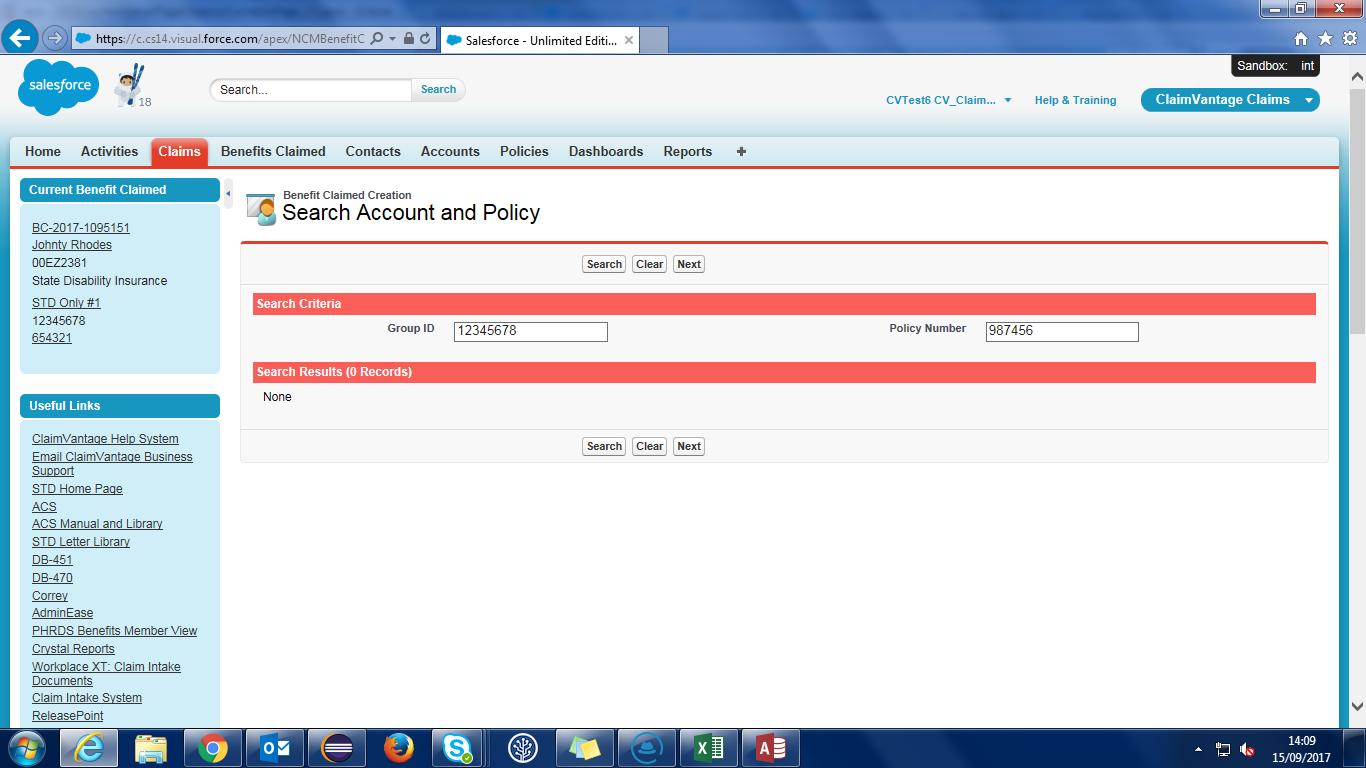 https://c.cs14.visual.force.com/apex/NCMBenefitC
Salesforce - Unlimited Editi...
Sandbox: int
salesforce
18
Search...
Search
CVTest6 CV_Claim...
Help & Training
ClaimVantage Claims
Home Activities Claims Benefits Claimed Contacts Accounts Policies Dashboards Reports +
Current Benefit Claimed
BC-2017-1095151
Johnty Rhodes
00EZ2381
State Disability Insurance
STD Only #1
12345678
654321
Useful Links
ClaimVantage Help System
Email ClaimVantage Business
Support
STD Home Page
ACS
ACS Manual and Library
STD Letter Library
DB-451
DB-470
Correy
AdminEase
PHRDS Benefits Member View
Crystal Reports
Workplace XT: Claim Intake
Documents
Claim Intake System
ReleasePoint
Benefit Claimed Creation
Search Account and Policy
Search Clear Next
Search Criteria
Group ID 12345678 Policy Number 987456
Search Results (0 Records)
None
Search Clear Next
14:09
15/09/2017